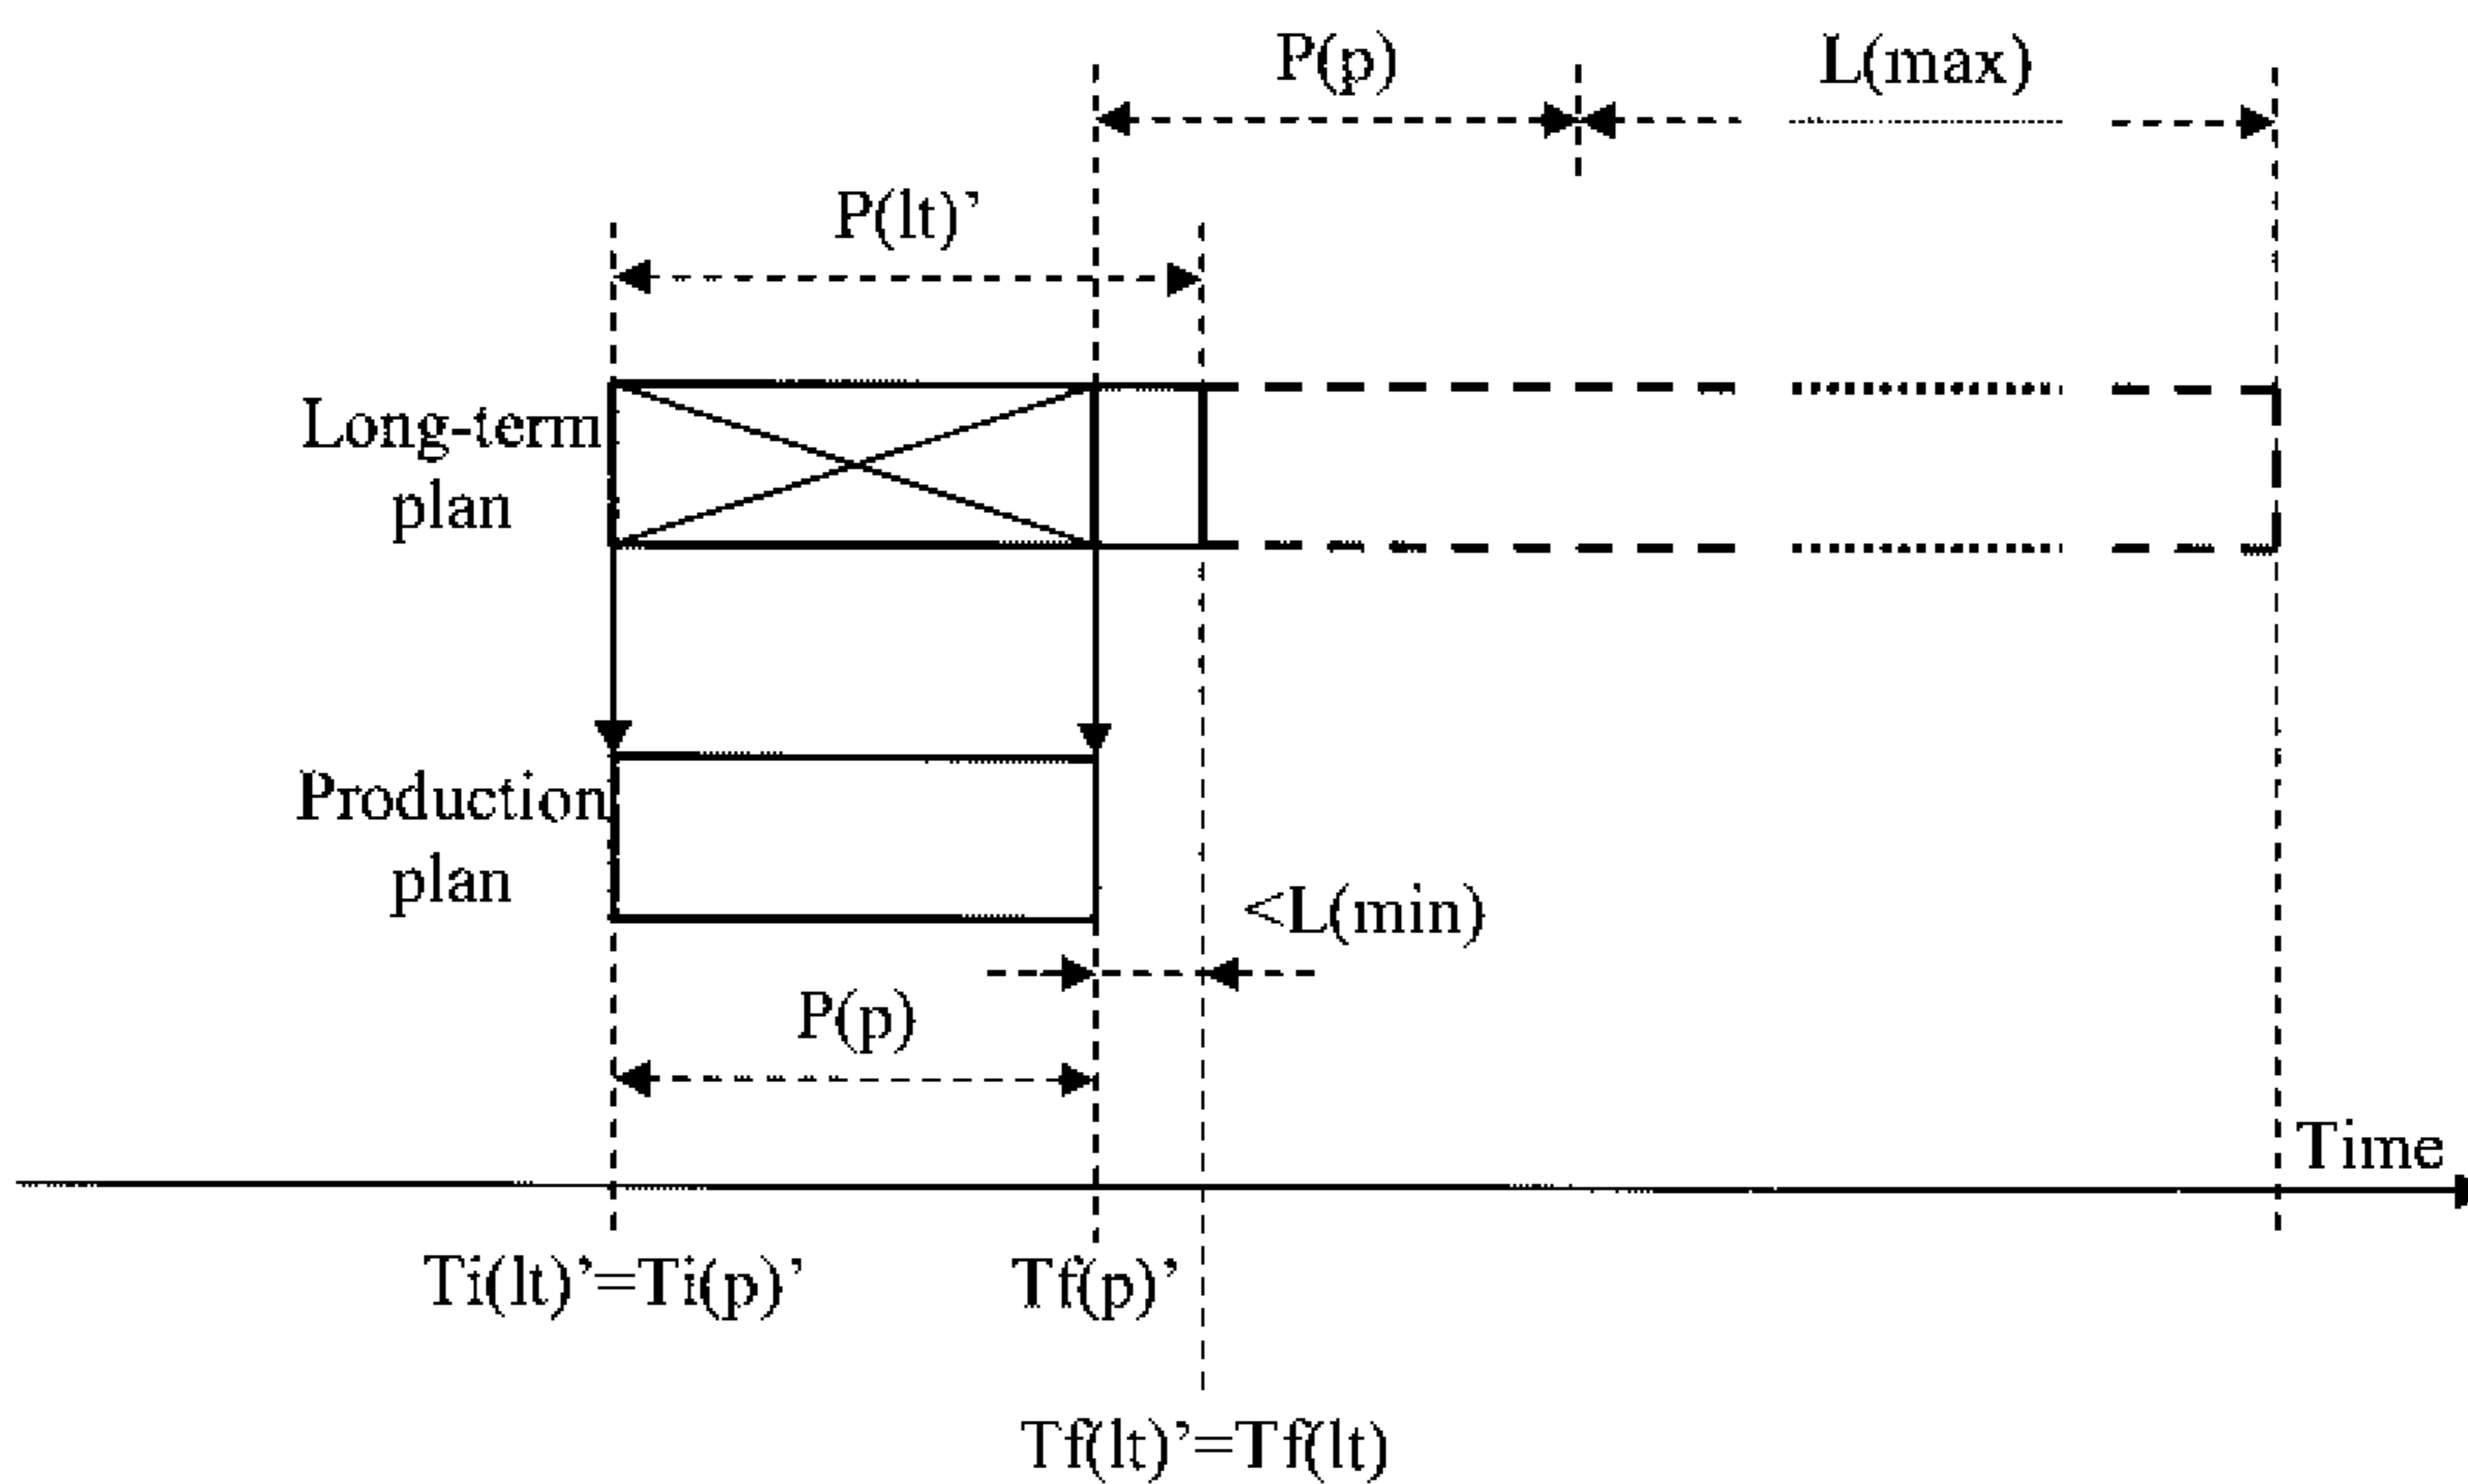 P(p)
L(max)
P(lt)’
Long-term
plan
Production
plan
<L(min)
P(p)
Time
Ti(lt)’=Ti(p)’
Tf(p)’
Tf(lt)’=Tf(lt)